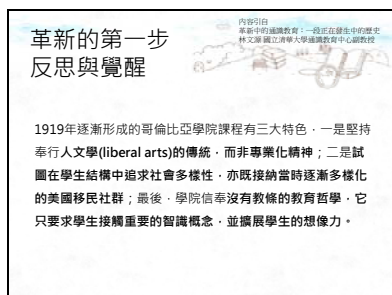 內容引自
革新中的通識教育：一段正在發生中的歷史
林文源 國立清華大學通識教育中心副教授
革新的第一步
反思與覺醒
1919年逐漸形成的哥倫比亞學院課程有三大特色，一是堅持
奉行人文學(liberal arts)的傳統，而非專業化精神；二是試
圖在學生結構中追求社會多樣性，亦既接納當時逐漸多樣化
的美國移民社群；最後，學院信奉沒有教條的教育哲學，它
只要求學生接觸重要的智識概念，並擴展學生的想像力。